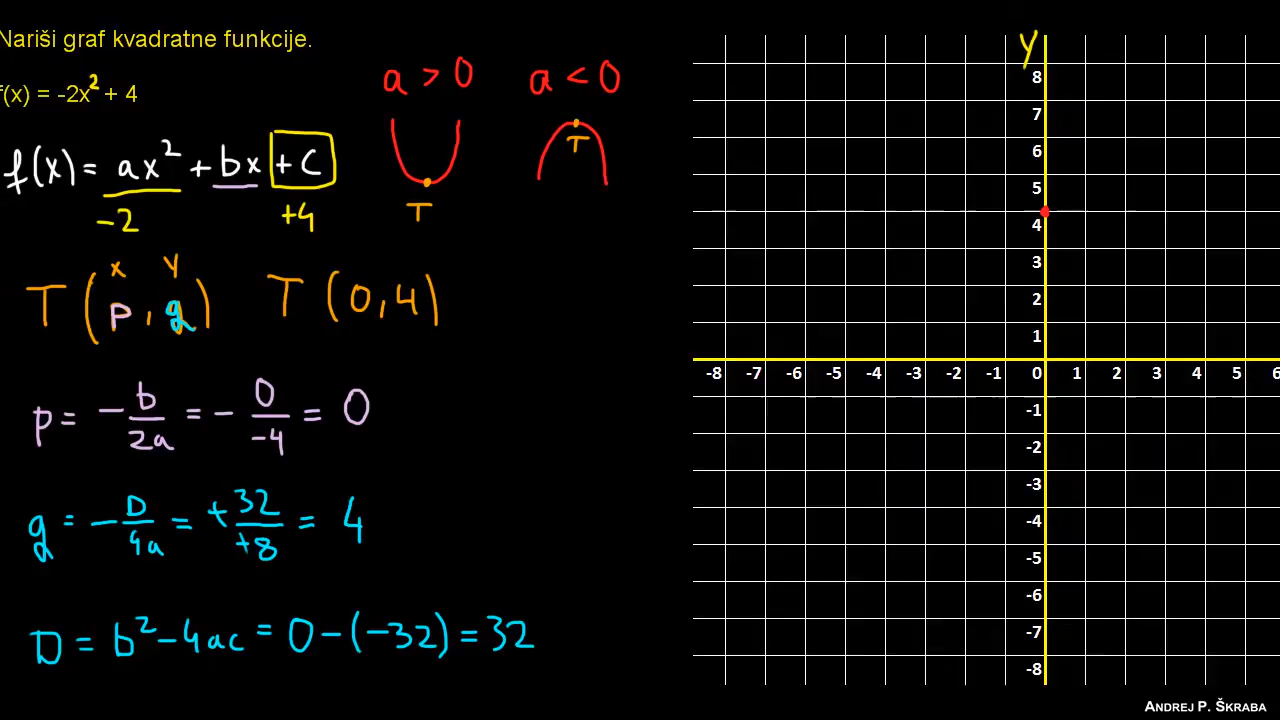 Nariši graf kvadratne funkcije.
f(x) = -2x² + 4
a > 0
a < 0
f(x) = ax² + bx + c
-2
+4
T
T
x y
T (p, q)
T (0,4)
p = - b/2a = - 0/-4 = 0
q = - D/4a = + 32/+8 = 4
D = b² - 4ac = 0 - (-32) = 32
y
8
7
6
5
4
3
2
1
-8 -7 -6 -5 -4 -3 -2 -1 0 1 2 3 4 5 6
-1
-2
-3
-4
-5
-6
-7
-8
ANDREJ P. ŠKRABA